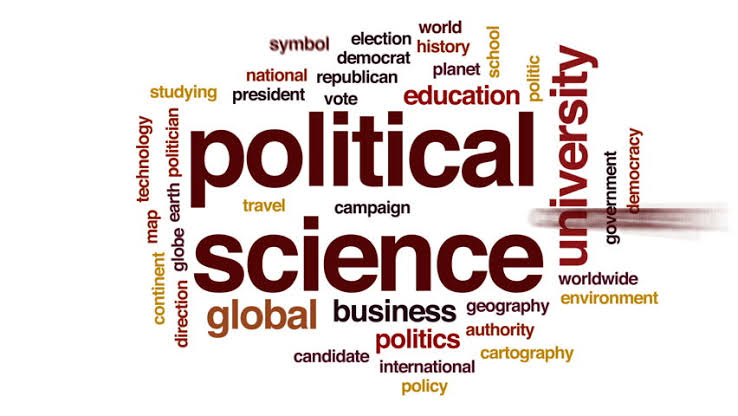 world
symbol
election
history
school
democrat
national
republican
planet
politic
studying
president
vote
education
university
political
technology
politician
travel
campaign
map
earth
government
democracy
science
continent
globe
direction
worldwide
environment
global
business
geography
politics
authority
candidate
international
cartography
policy